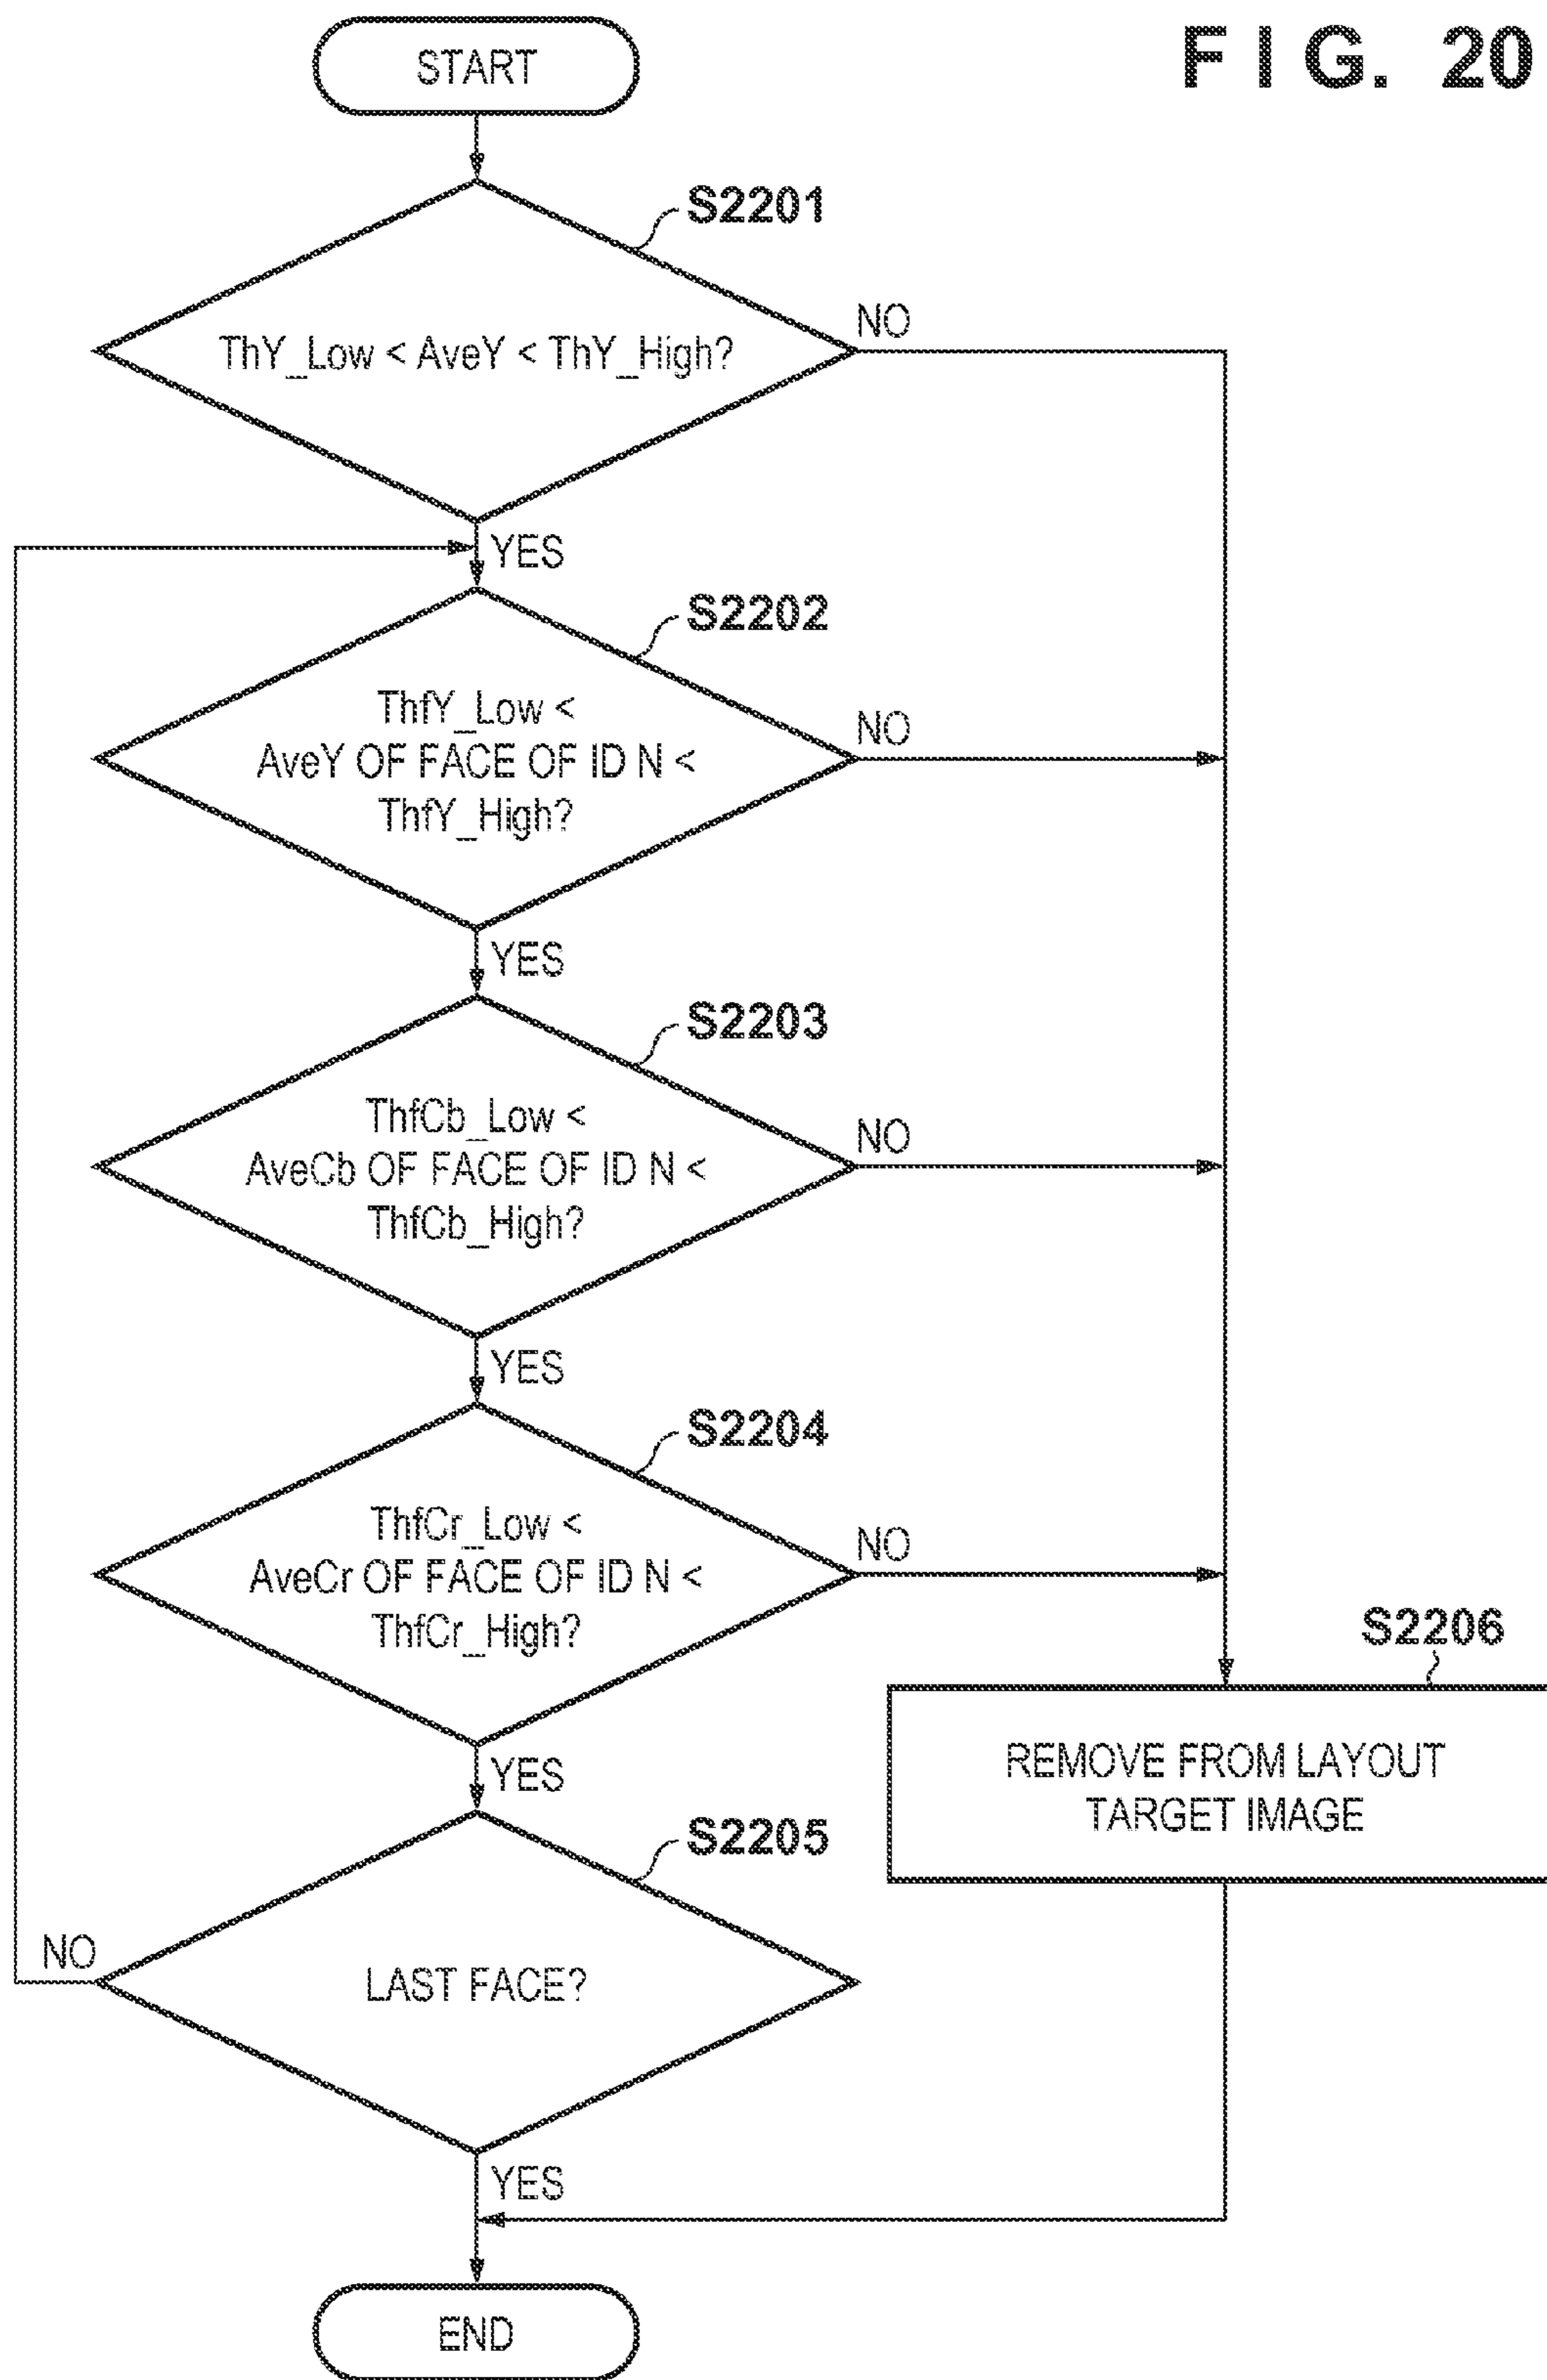 FIG. 20
START
S2201
ThY_Low < AveY < ThY_High?
NO
YES
S2202
ThfY_Low <
AveY OF FACE OF ID N <
ThfY_High?
NO
YES
S2203
ThfCb_Low <
AveCb OF FACE OF ID N <
ThfCb_High?
NO
YES
S2204
ThfCr_Low <
AveCr OF FACE OF ID N <
ThfCr_High?
NO
S2206
REMOVE FROM LAYOUT
TARGET IMAGE
YES
S2205
NO
LAST FACE?
YES
END